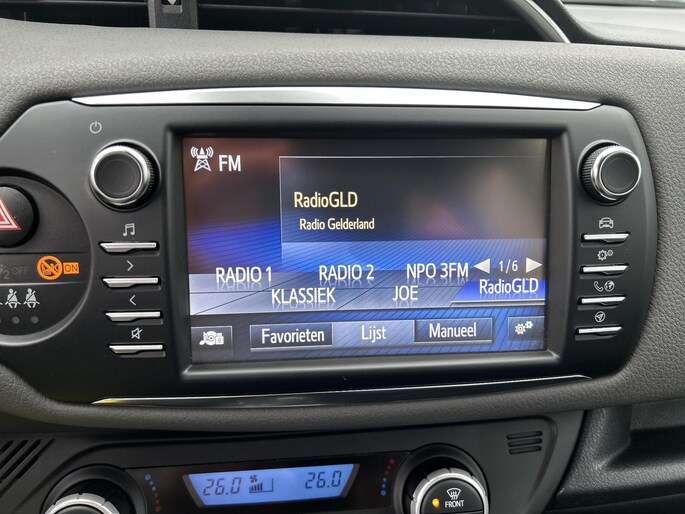 FM
RadioGLD
Radio Gelderland
RADIO 1 RADIO 2 NPO 3FM 1/6
KLASSIEK JOE RadioGLD
Favorieten Lijst Manueel
OFF ON
26.0 26.0
FRONT